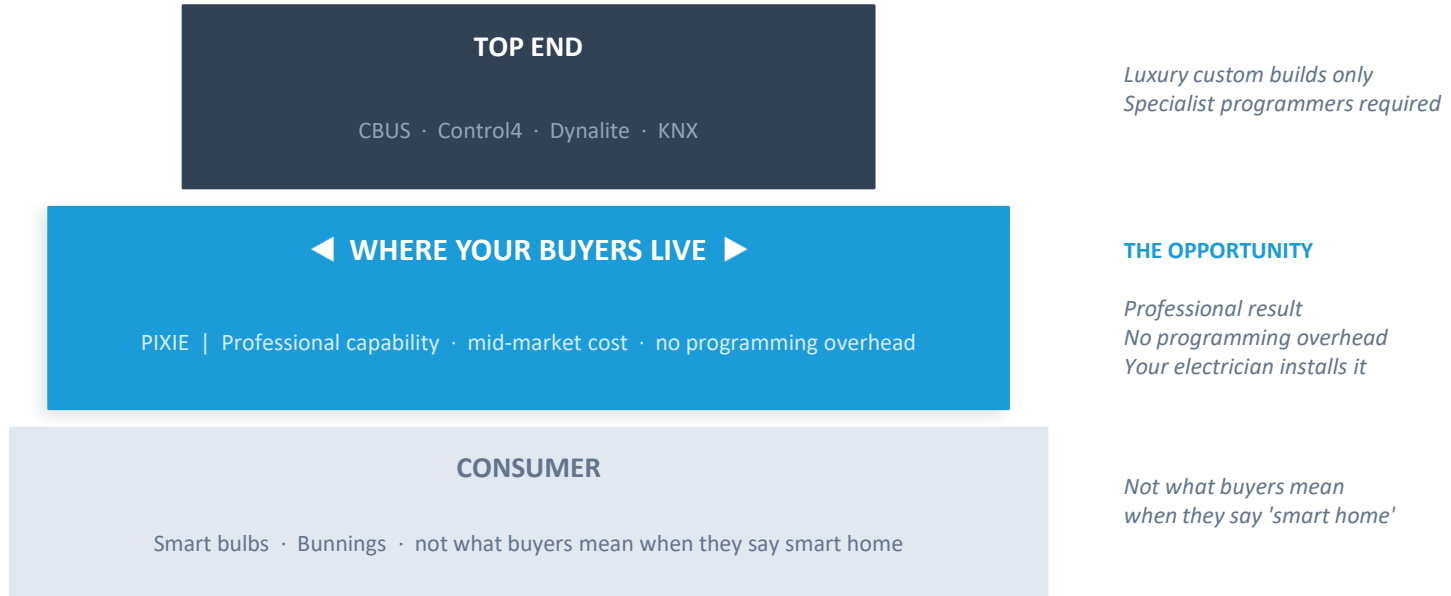 TOP END
CBUS · Control4 · Dynalite · KNX
Luxury custom builds only
Specialist programmers required
◀ WHERE YOUR BUYERS LIVE ▶
PIXIE | Professional capability · mid-market cost · no programming overhead
THE OPPORTUNITY
Professional result
No programming overhead
Your electrician installs it
CONSUMER
Smart bulbs · Bunnings · not what buyers mean when they say smart home
Not what buyers mean
when they say 'smart home'